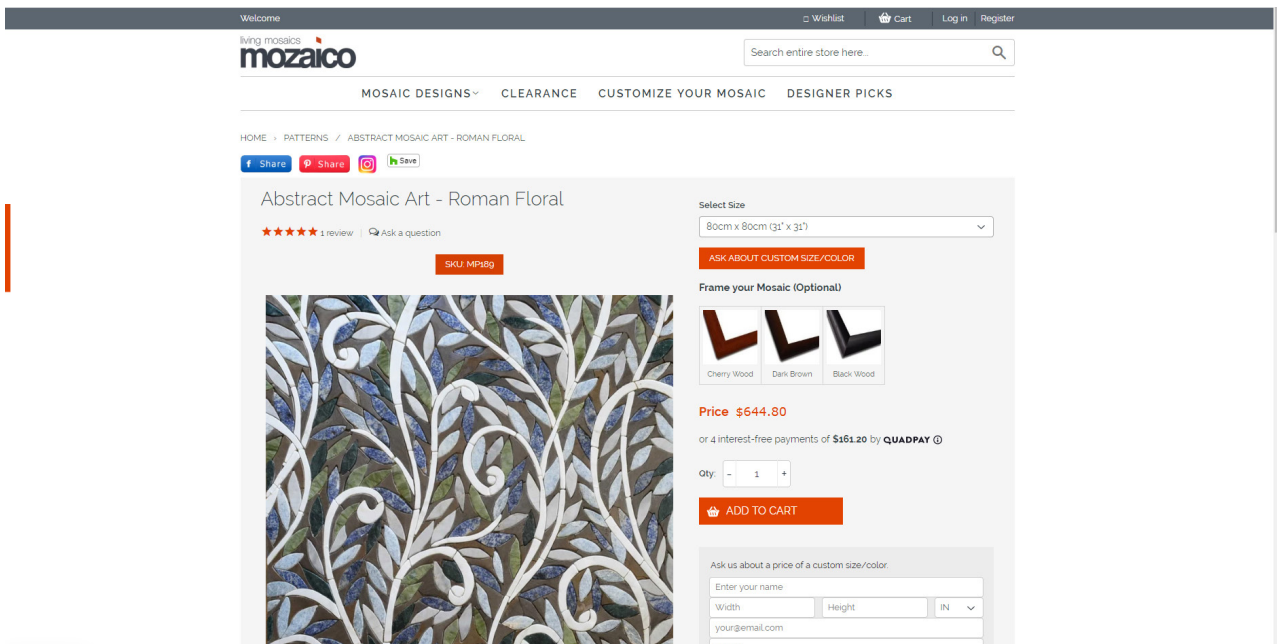 Welcome
Wishlist
Cart
Log in
Register
living mosaics
mozaico
Search entire store here...
MOSAIC DESIGNS
CLEARANCE
CUSTOMIZE YOUR MOSAIC
DESIGNER PICKS
HOME › PATTERNS / ABSTRACT MOSAIC ART - ROMAN FLORAL
Share
Share
Save
Abstract Mosaic Art - Roman Floral
1 review | Ask a question
SKU: MP189
Select Size
80cm x 80cm (31" x 31")
ASK ABOUT CUSTOM SIZE/COLOR
Frame your Mosaic (Optional)
Cherry Wood
Dark Brown
Black Wood
Price $644.80
or 4 interest-free payments of $161.20 by QUADPAY ⓘ
Qty: - 1 +
ADD TO CART
Ask us about a price of a custom size/color.
Enter your name
Width
Height
IN
your@email.com